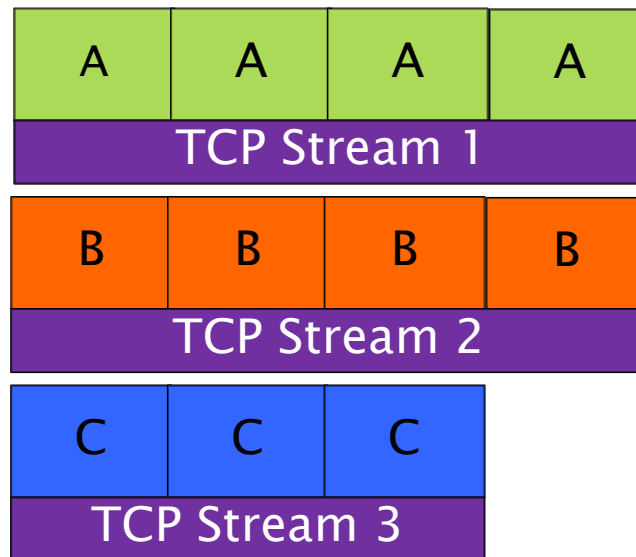 A A A A
TCP Stream 1
B B B B
TCP Stream 2
C C C
TCP Stream 3